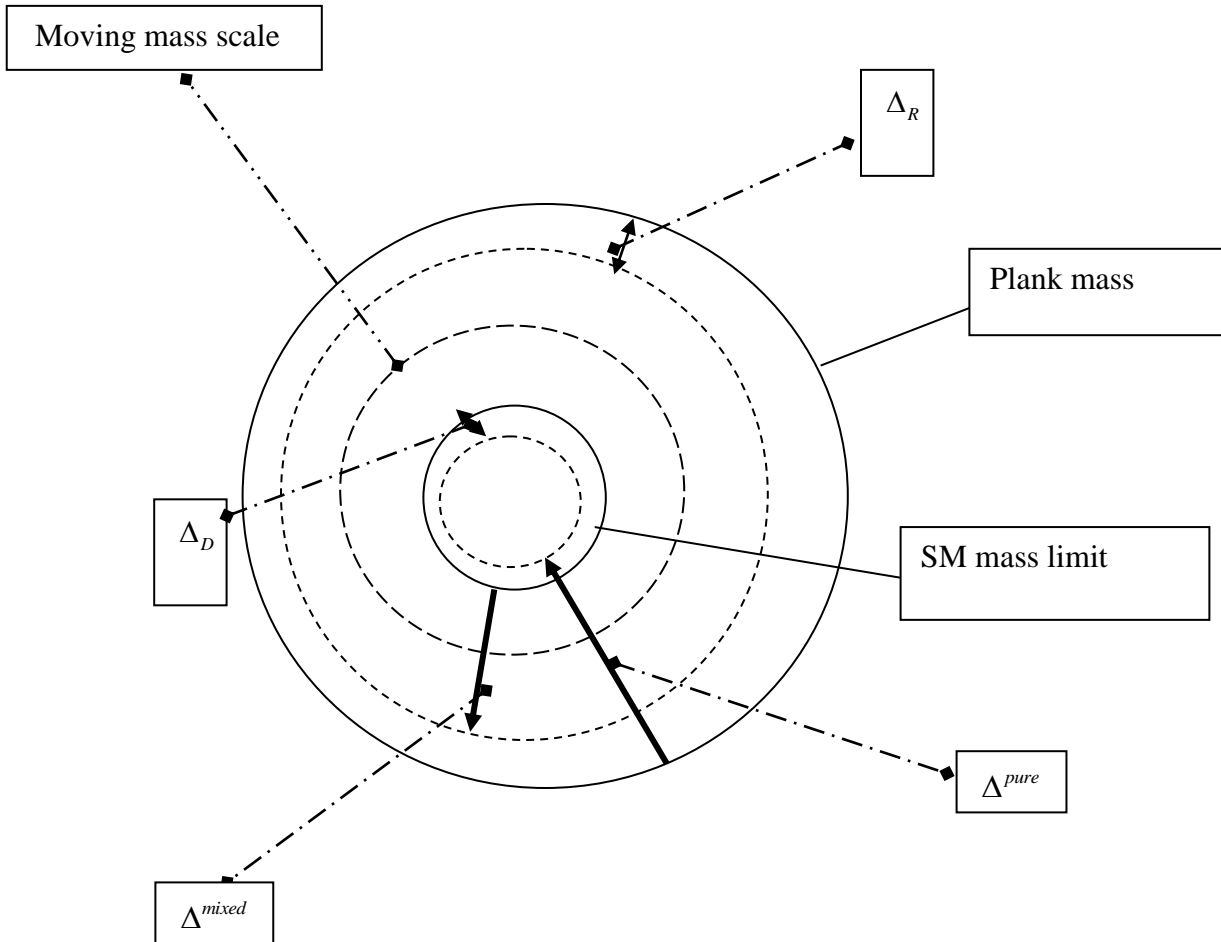 Moving mass scale
Δ_R
Plank mass
Δ_D
SM mass limit
Δ^{pure}
Δ^{mixed}